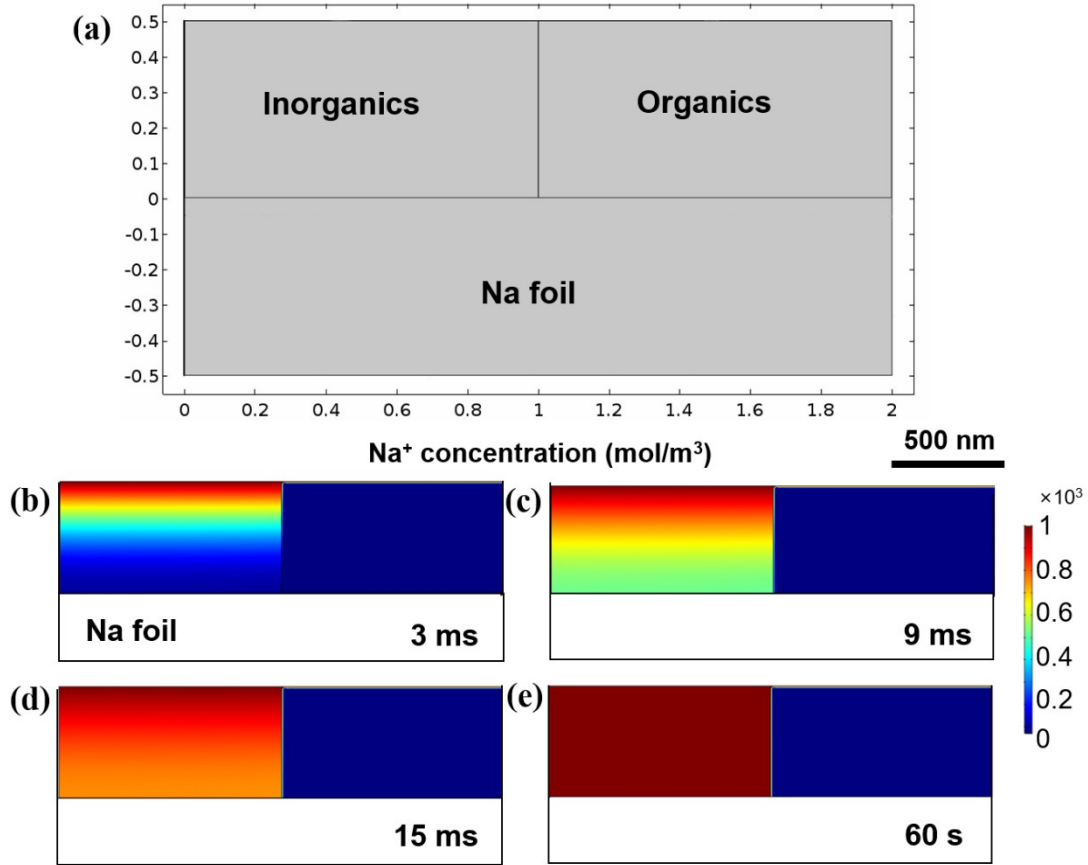 (a)
0.5
0.4
0.3
0.2
0.1
0
-0.1
-0.2
-0.3
-0.4
-0.5
Inorganics
Organics
Na foil
0 0.2 0.4 0.6 0.8 1 1.2 1.4 1.6 1.8 2
Na⁺ concentration (mol/m³)
500 nm
(b)
Na foil
3 ms
(c)
9 ms
(d)
15 ms
(e)
60 s
×10³
1
0.8
0.6
0.4
0.2
0